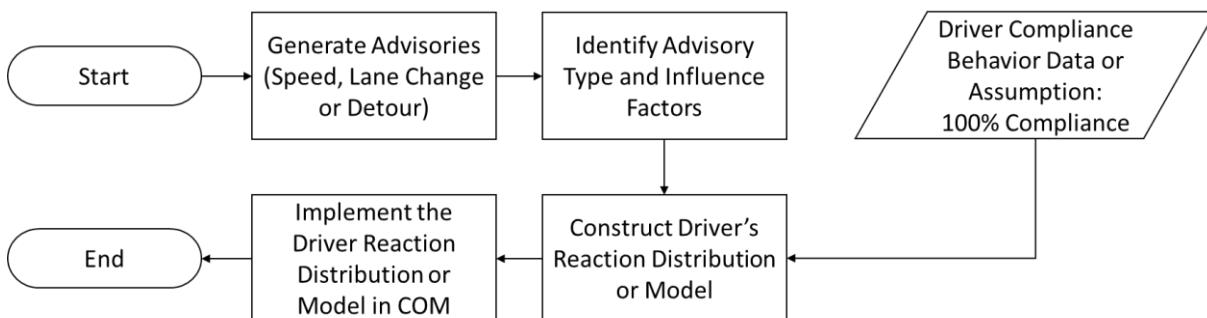 Start
Generate Advisories
(Speed, Lane Change
or Detour)
Identify Advisory
Type and Influence
Factors
Driver Compliance
Behavior Data or
Assumption:
100% Compliance
Construct Driver’s
Reaction Distribution
or Model
Implement the
Driver Reaction
Distribution or
Model in COM
End